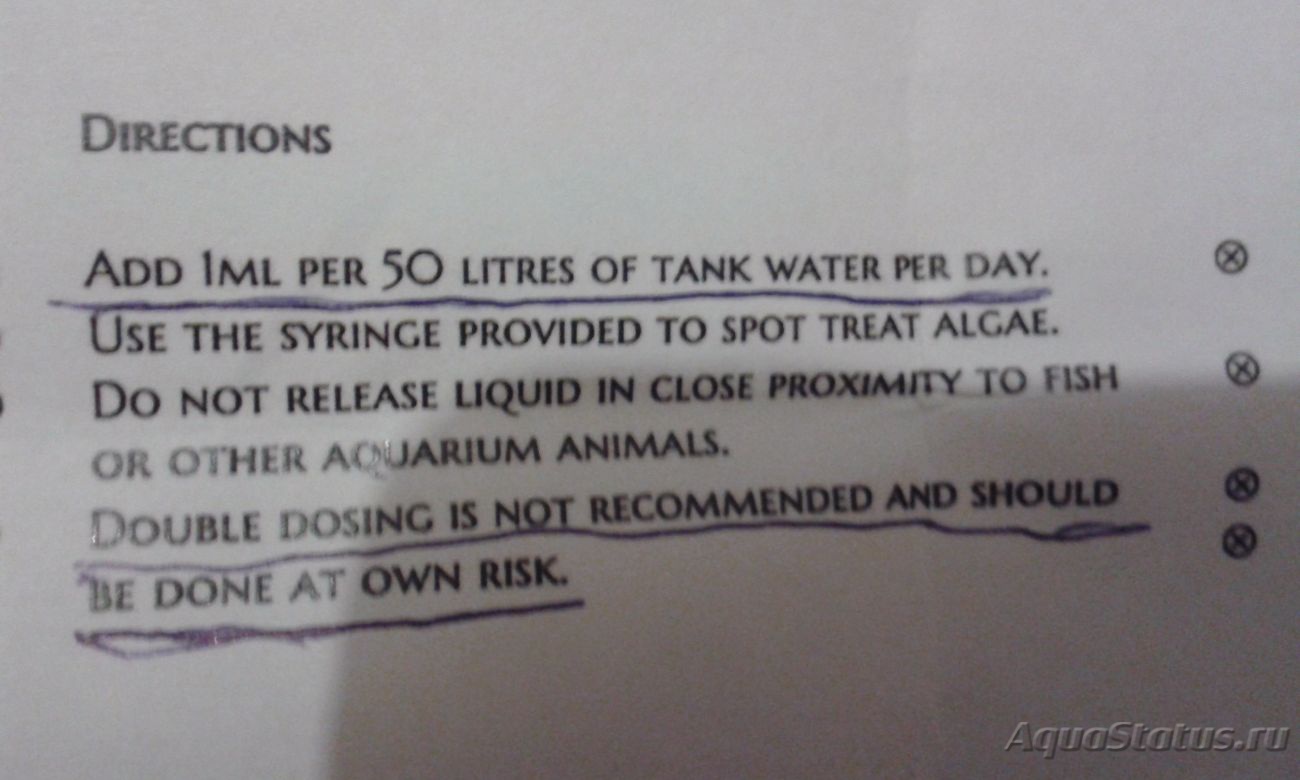 DIRECTIONS
ADD 1ML PER 50 LITRES OF TANK WATER PER DAY.
USE THE SYRINGE PROVIDED TO SPOT TREAT ALGAE.
DO NOT RELEASE LIQUID IN CLOSE PROXIMITY TO FISH
OR OTHER AQUARIUM ANIMALS.
DOUBLE DOSING IS NOT RECOMMENDED AND SHOULD
BE DONE AT OWN RISK.
AquaStatus.ru